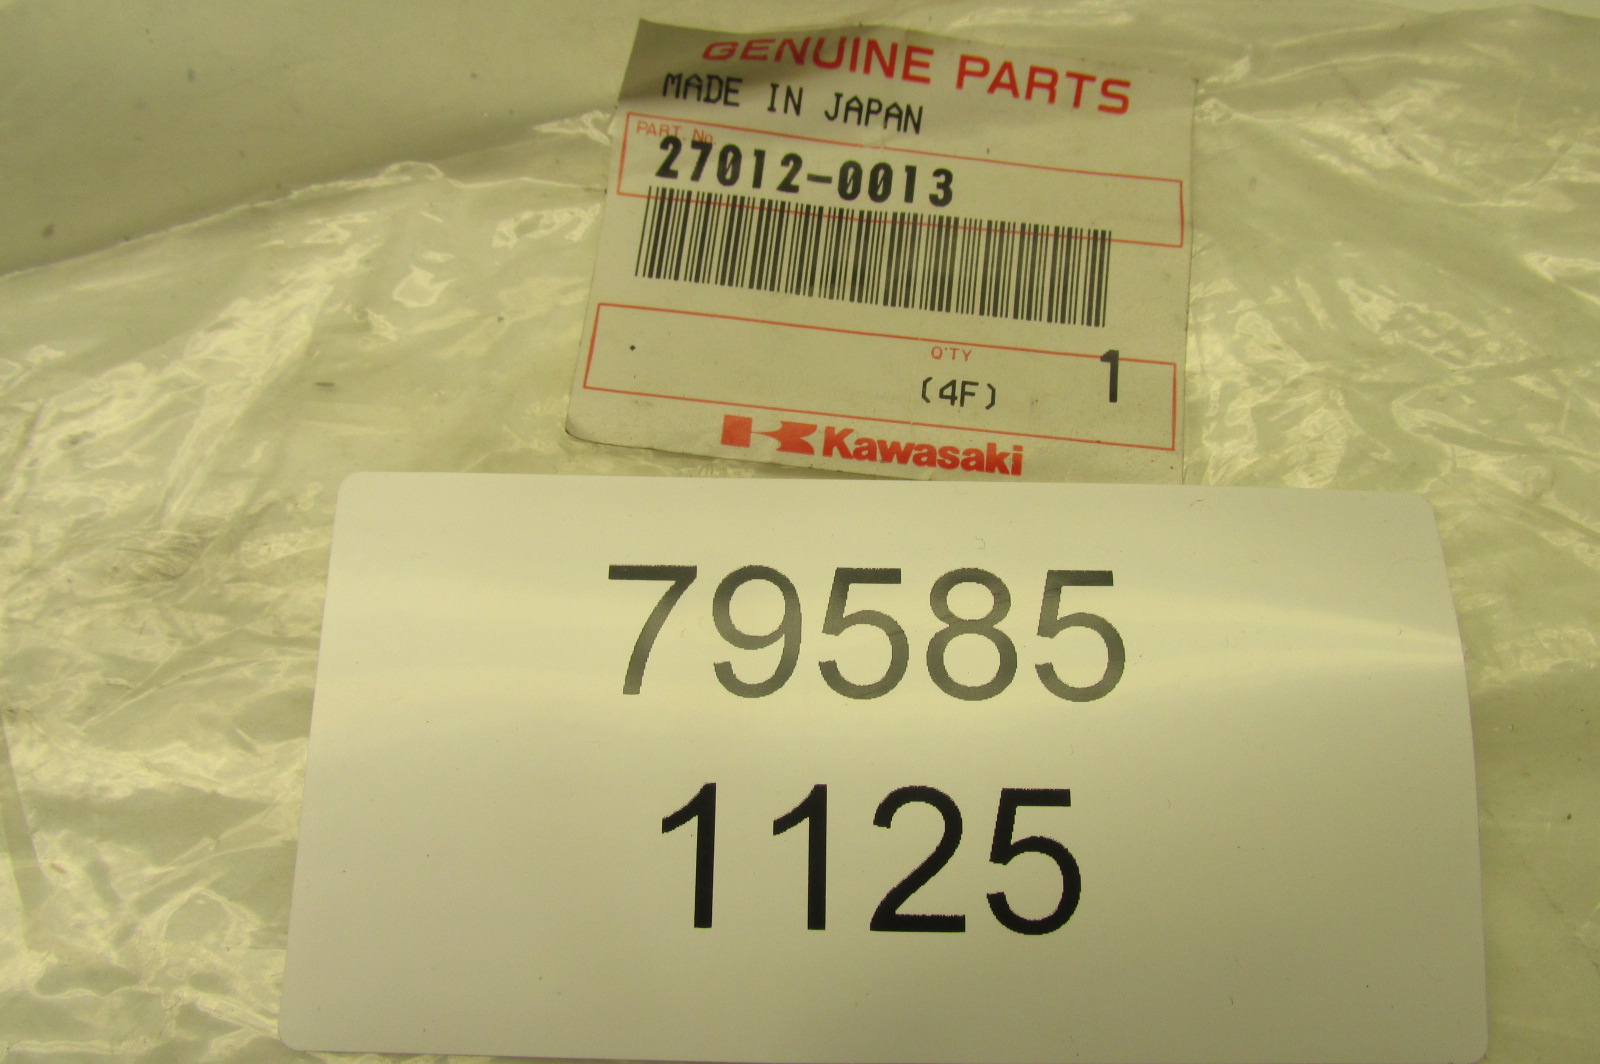 GENUINE PARTS
MADE IN JAPAN
PART. No.
27012-0013
Q'TY
(4F) 1
Kawasaki
79585
1125